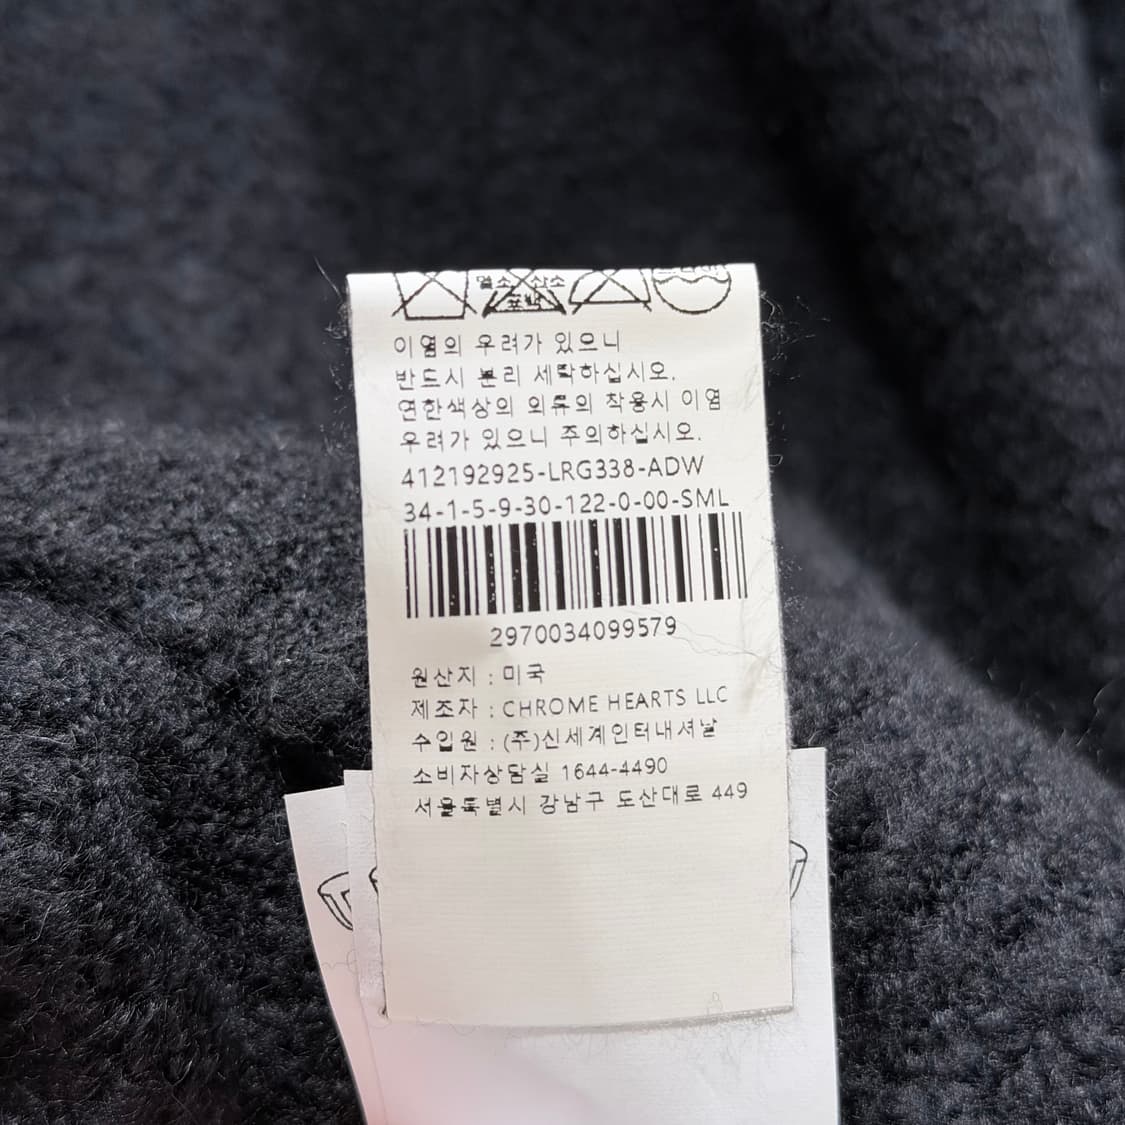 염소, 산소
표백
드라이
이염의 우려가 있으니
반드시 분리 세탁하십시오.
연한색상의 의류의 착용시 이염
우려가 있으니 주의하십시오.
412192925-LRG338-ADW
34-1-5-9-30-122-0-00-SML
2970034099579
원산지 : 미국
제조자 : CHROME HEARTS LLC
수입원 : (주)신세계인터내셔날
소비자상담실 1644-4490
서울특별시 강남구 도산대로 449